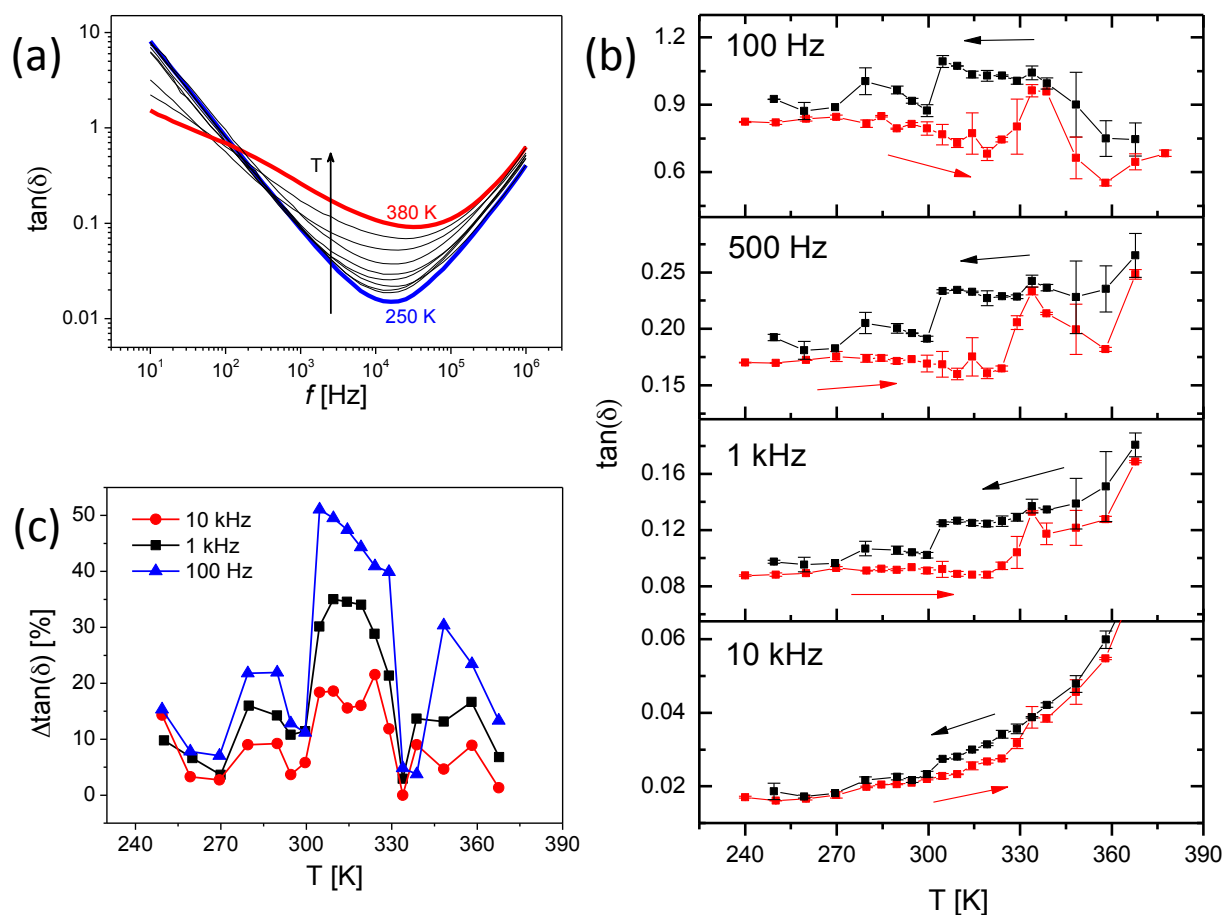 (a)
10
1
0.1
0.01
tan(δ)
T
380 K
250 K
10¹ 10² 10³ 10⁴ 10⁵ 10⁶
f [Hz]
(b)
100 Hz
1.2
0.9
0.6
500 Hz
0.25
0.20
0.15
1 kHz
0.16
0.12
0.08
10 kHz
0.06
0.04
0.02
tan(δ)
240 270 300 330 360 390
T [K]
(c)
10 kHz
1 kHz
100 Hz
50
40
30
20
10
0
Δtan(δ) [%]
240 270 300 330 360 390
T [K]